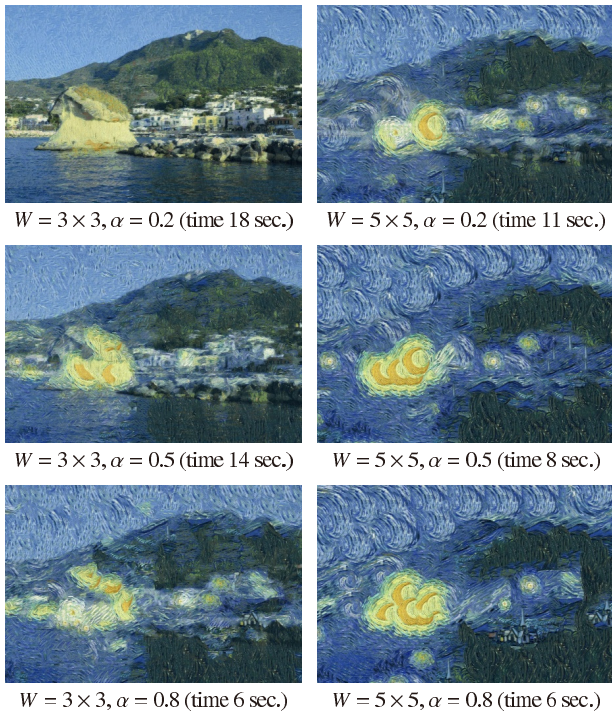 W = 3 × 3, α = 0.2 (time 18 sec.)
W = 5 × 5, α = 0.2 (time 11 sec.)
W = 3 × 3, α = 0.5 (time 14 sec.)
W = 5 × 5, α = 0.5 (time 8 sec.)
W = 3 × 3, α = 0.8 (time 6 sec.)
W = 5 × 5, α = 0.8 (time 6 sec.)